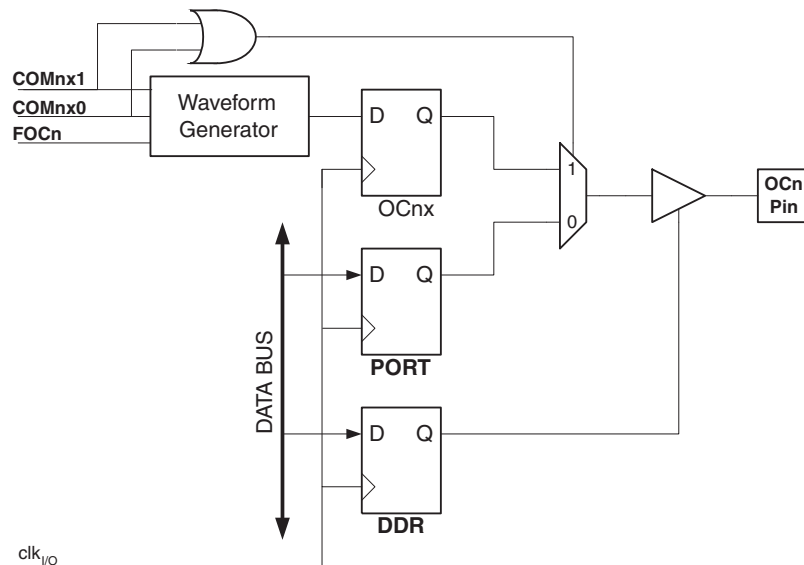 COMnx1
COMnx0
FOCn
Waveform
Generator
D Q
OCnx
1
0
OCn
Pin
DATA BUS
D Q
PORT
D Q
DDR
clkI/O